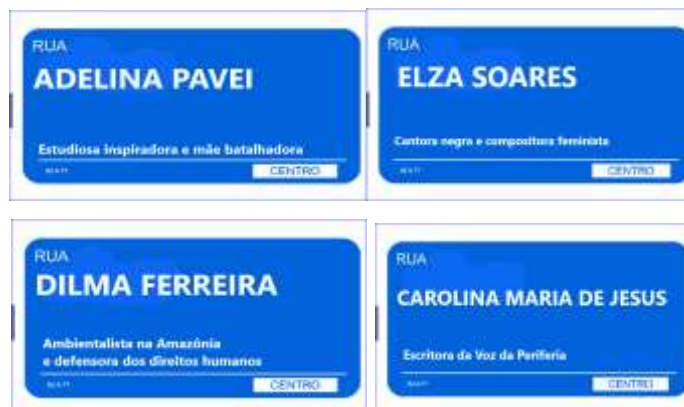 RUA
ADELINA PAVEI
Estudiosa inspiradora e mãe batalhadora
CENTRO
RUA
ELZA SOARES
Cantora negra e compositora feminista
CENTRO
RUA
DILMA FERREIRA
Ambientalista na Amazônia
e defensora dos direitos humanos
CENTRO
RUA
CAROLINA MARIA DE JESUS
Escritora da Voz da Periferia
CENTRO